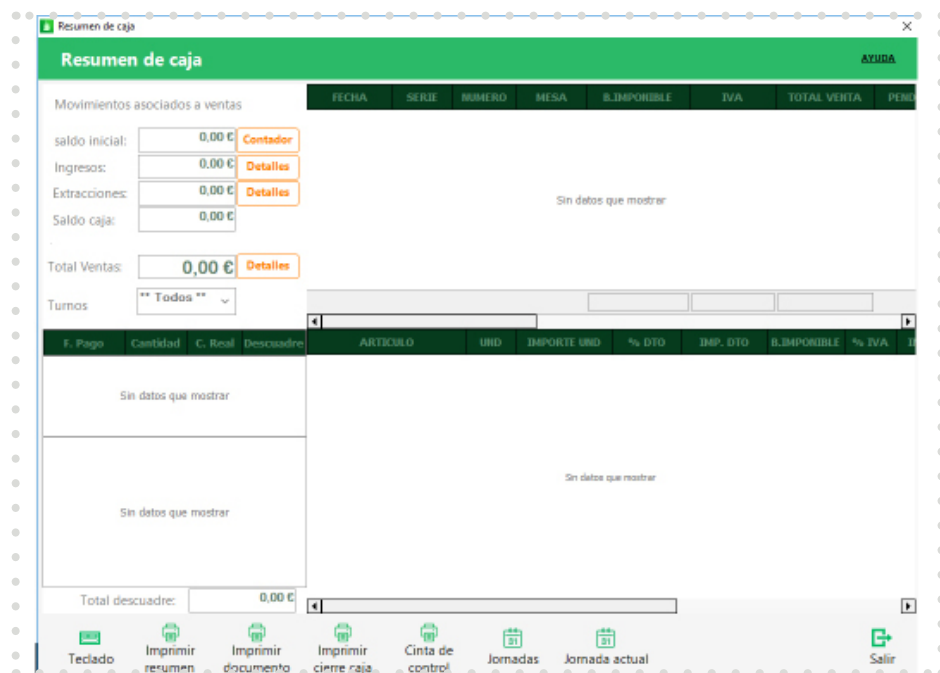 Resumen de caja
Resumen de caja
AYUDA
Movimientos asociados a ventas
FECHA SERIE NUMERO MESA B.IMPONIBLE IVA TOTAL VENTA
saldo inicial: 0,00 € Contador
Ingresos: 0,00 € Detalles
Extracciones: 0,00 € Detalles
Saldo caja: 0,00 €
Sin datos que mostrar
Total Ventas: 0,00 € Detalles
Turnos ** Todos **
F. Pago Cantidad C. Real Descuadre
ARTICULO UND IMPORTE UND % DTO IMP. DTO B.IMPONIBLE % IVA
Sin datos que mostrar
Sin datos que mostrar
Sin datos que mostrar
Total descuadre: 0,00 €
Teclado
Imprimir
resumen
Imprimir
documento
Imprimir
cierre caja
Cinta de
control
31
Jornadas
31
Jornada actual
Salir